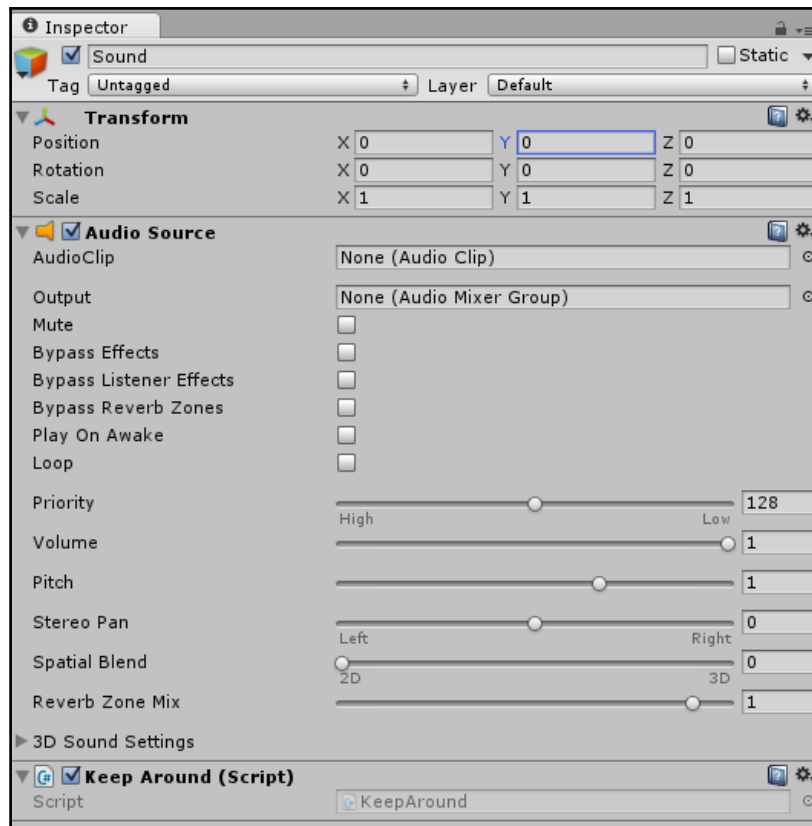 Inspector
Sound Static
Tag Untagged Layer Default
Transform
Position X 0 Y 0 Z 0
Rotation X 0 Y 0 Z 0
Scale X 1 Y 1 Z 1
Audio Source
AudioClip None (Audio Clip)
Output None (Audio Mixer Group)
Mute
Bypass Effects
Bypass Listener Effects
Bypass Reverb Zones
Play On Awake
Loop
Priority 128
High Low
Volume 1
Pitch 1
Stereo Pan 0
Left Right
Spatial Blend 0
2D 3D
Reverb Zone Mix 1
3D Sound Settings
Keep Around (Script)
Script KeepAround